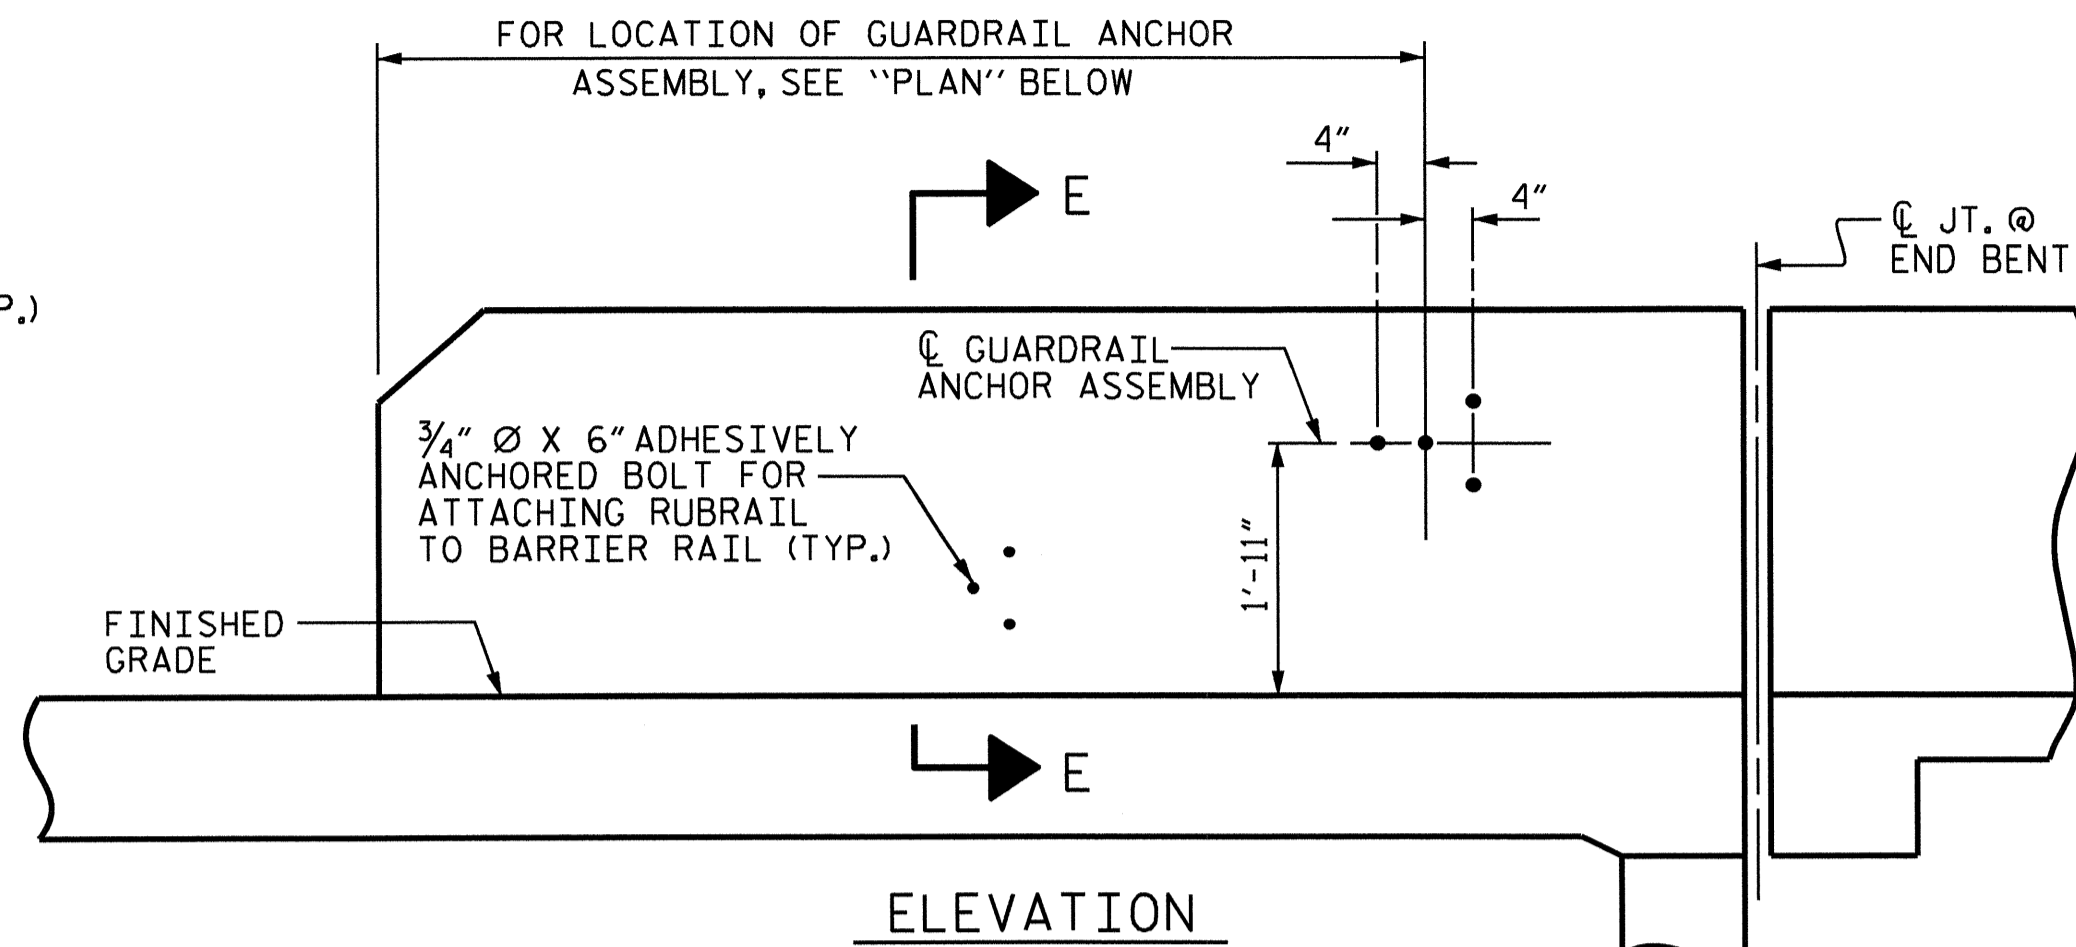 FOR LOCATION OF GUARDRAIL ANCHOR
ASSEMBLY, SEE "PLAN" BELOW
4"
4"
E
℄ JT. @
END BENT
P.)
℄ GUARDRAIL
ANCHOR ASSEMBLY
3/4" Ø X 6" ADHESIVELY
ANCHORED BOLT FOR
ATTACHING RUBRAIL
TO BARRIER RAIL (TYP.)
1'-11"
FINISHED
GRADE
E
ELEVATION